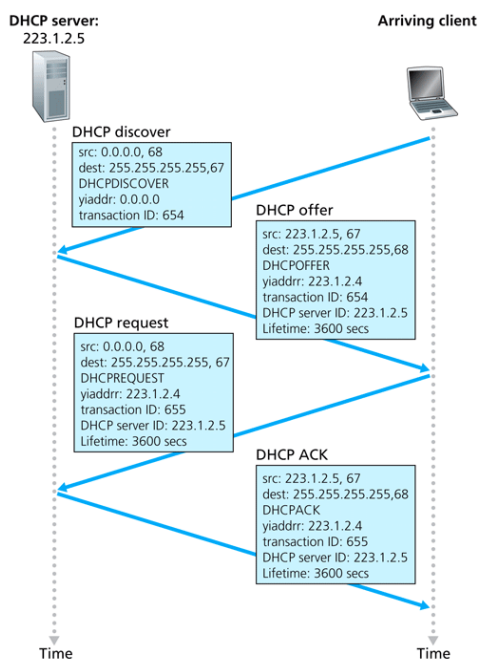 DHCP server:
223.1.2.5
Arriving client
DHCP discover
src: 0.0.0.0, 68
dest: 255.255.255.255,67
DHCPDISCOVER
yiaddr: 0.0.0.0
transaction ID: 654
DHCP offer
src: 223.1.2.5, 67
dest: 255.255.255.255,68
DHCPOFFER
yiaddrr: 223.1.2.4
transaction ID: 654
DHCP server ID: 223.1.2.5
Lifetime: 3600 secs
DHCP request
src: 0.0.0.0, 68
dest: 255.255.255.255, 67
DHCPREQUEST
yiaddrr: 223.1.2.4
transaction ID: 655
DHCP server ID: 223.1.2.5
Lifetime: 3600 secs
DHCP ACK
src: 223.1.2.5, 67
dest: 255.255.255.255,68
DHCPACK
yiaddrr: 223.1.2.4
transaction ID: 655
DHCP server ID: 223.1.2.5
Lifetime: 3600 secs
Time
Time